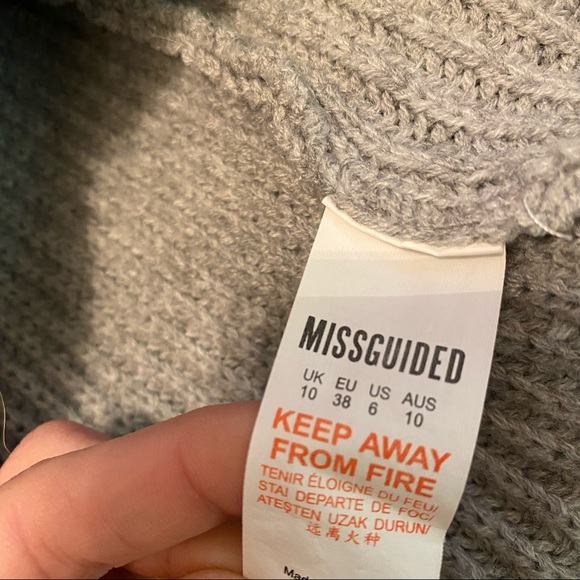 MISSGUIDED
UK EU US AUS
10 38 6 10
KEEP AWAY
FROM FIRE
TENIR ÉLOIGNÉ DU FEU/
STAI DEPARTE DE FOC/
ATEŞTEN UZAK DURUN/
远离火种